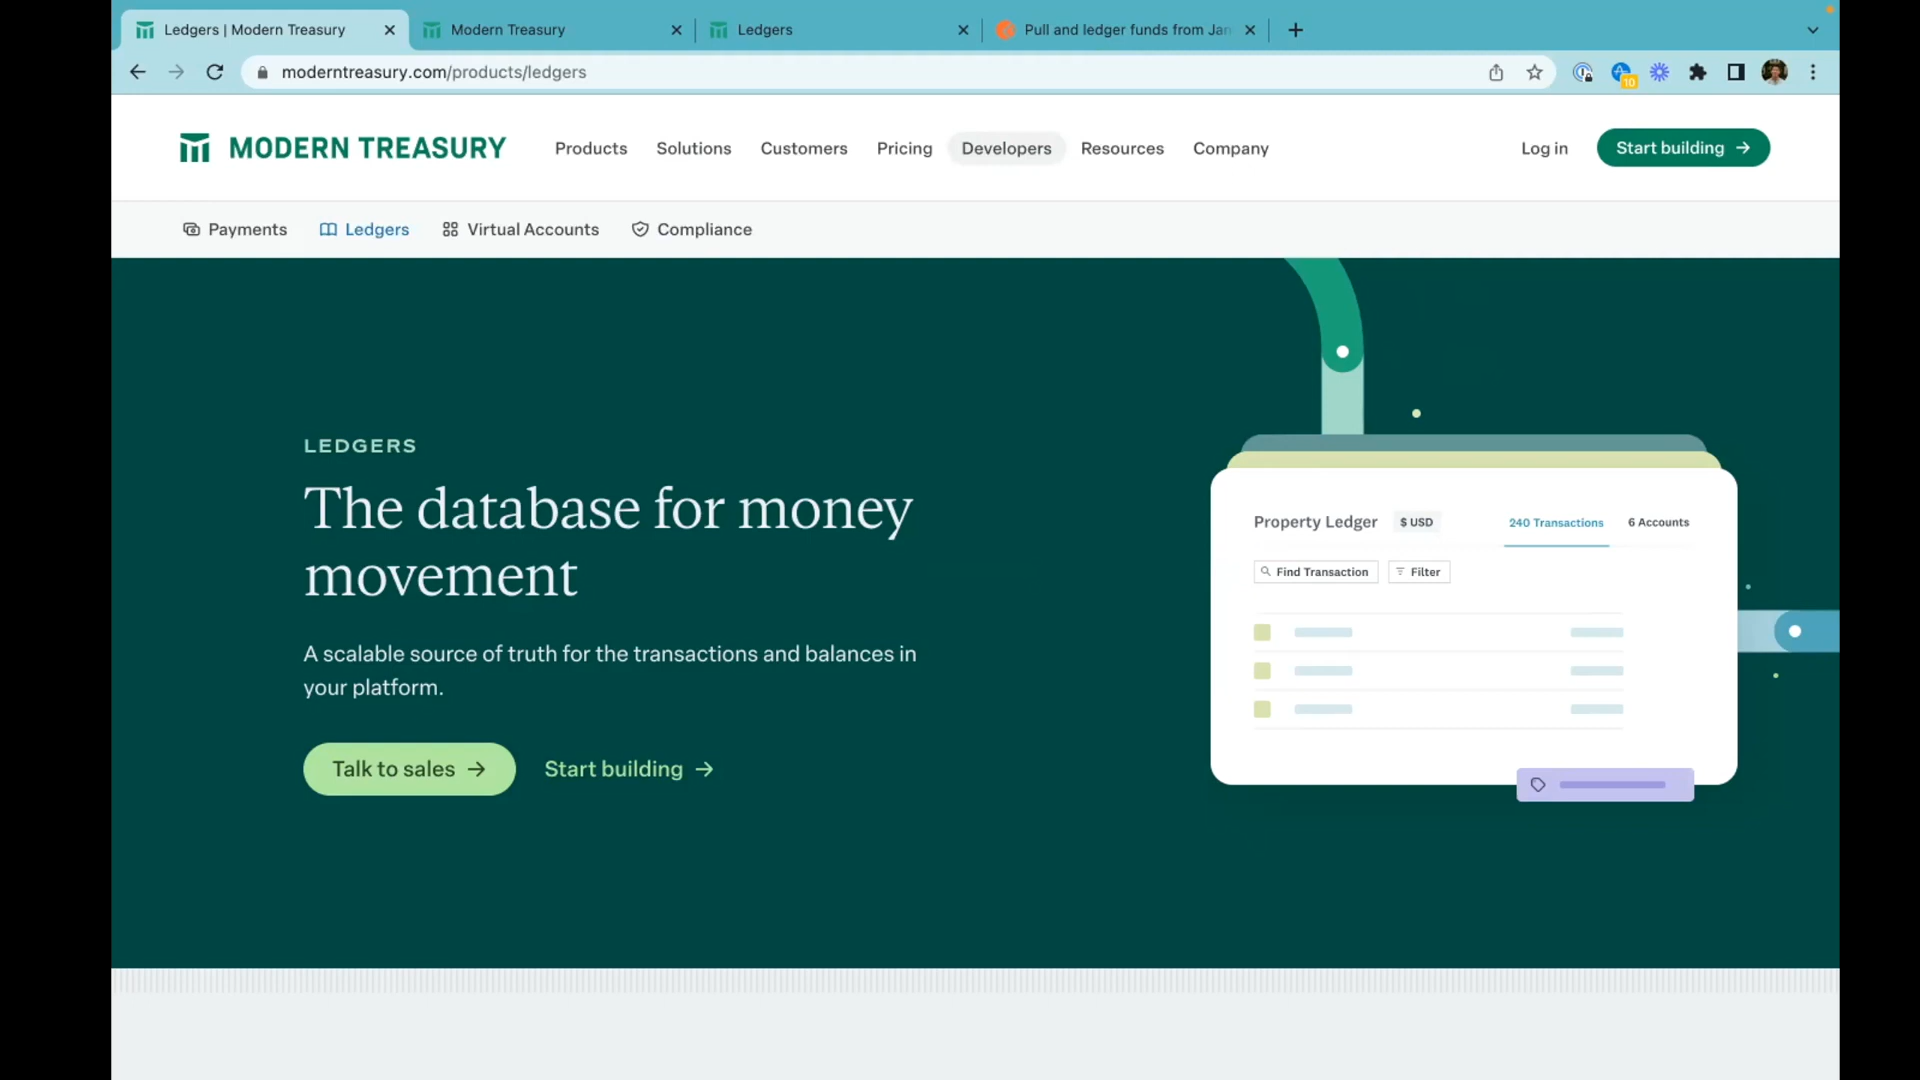 Ledgers | Modern Treasury
Modern Treasury
Ledgers
Pull and ledger funds from Jan
moderntreasury.com/products/ledgers
10
MODERN TREASURY
Products
Solutions
Customers
Pricing
Developers
Resources
Company
Log in
Start building →
Payments
Ledgers
Virtual Accounts
Compliance
LEDGERS
The database for money
movement
A scalable source of truth for the transactions and balances in
your platform.
Talk to sales →
Start building →
Property Ledger
$ USD
240 Transactions
6 Accounts
Find Transaction
Filter